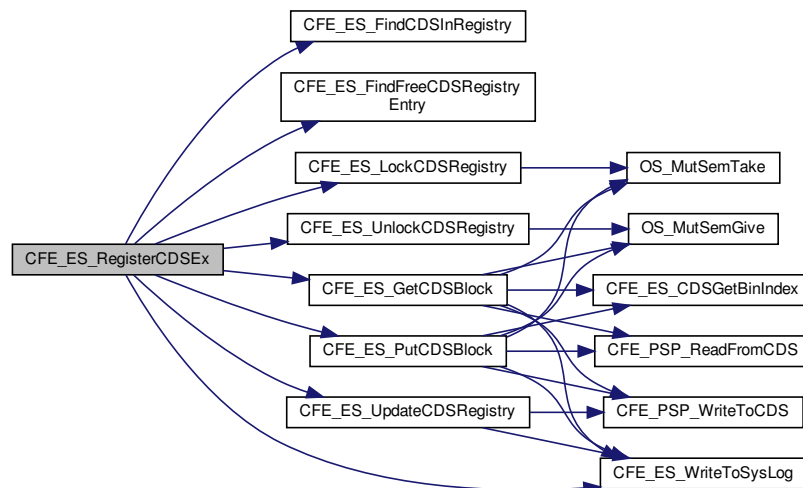 CFE_ES_FindCDSInRegistry
CFE_ES_FindFreeCDSRegistry
Entry
CFE_ES_LockCDSRegistry
OS_MutSemTake
CFE_ES_UnlockCDSRegistry
OS_MutSemGive
CFE_ES_RegisterCDSEx
CFE_ES_GetCDSBlock
CFE_ES_CDSGetBinIndex
CFE_ES_PutCDSBlock
CFE_PSP_ReadFromCDS
CFE_ES_UpdateCDSRegistry
CFE_PSP_WriteToCDS
CFE_ES_WriteToSysLog